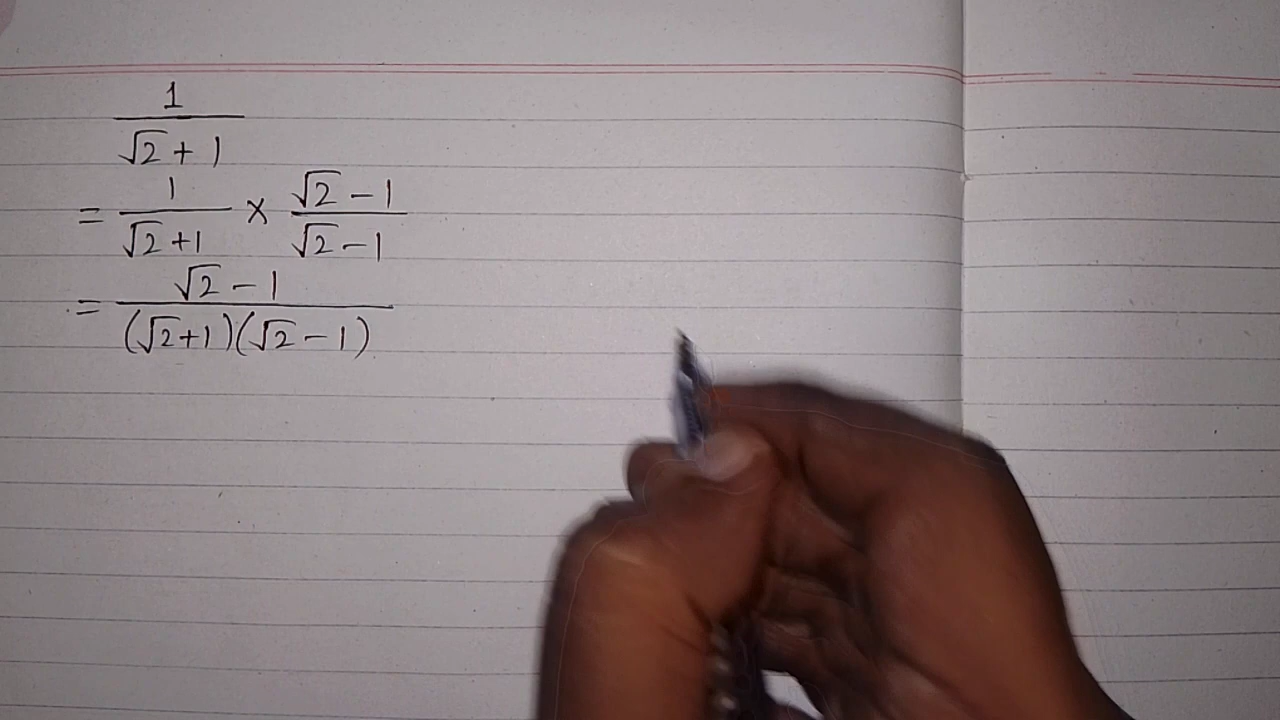 1
√2 + 1
= 1 / √2 + 1 × √2 - 1 / √2 - 1
= √2 - 1 / (√2 + 1)(√2 - 1)